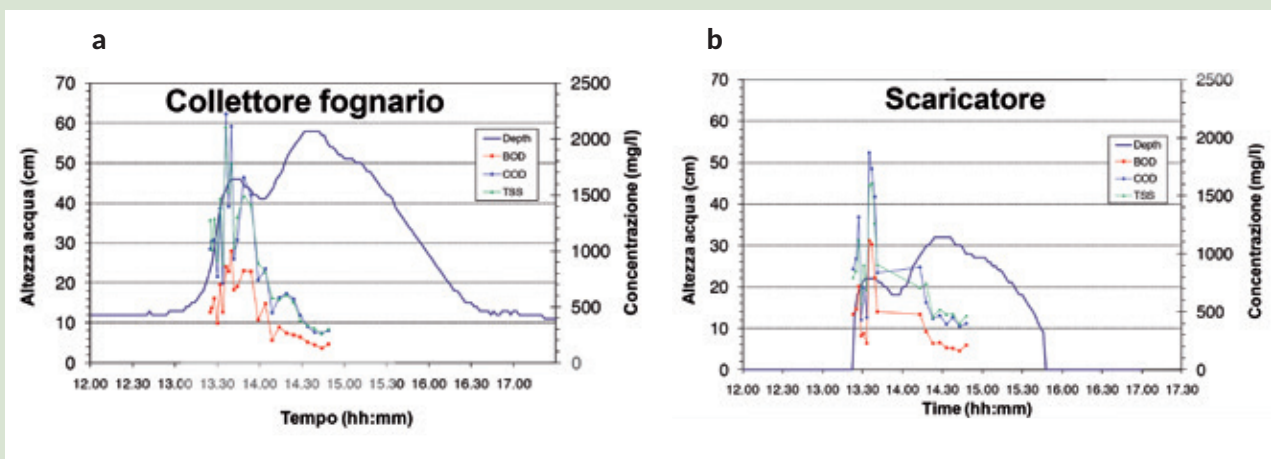 a
Collettore fognario
Altezza acqua (cm)
70
60
50
40
30
20
10
0
2500
2000
1500
1000
500
0
Concentrazione (mg/l)
Depth
BOD
COD
TSS
12.00 12.30 13.00 13.30 14.00 14.30 15.00 15.30 16.00 16.30 17.00
Tempo (hh:mm)
b
Scaricatore
Altezza acqua (cm)
70
60
50
40
30
20
10
0
2500
2000
1500
1000
500
0
Concentrazione (mg/l)
Depth
BOD
COD
TSS
12.00 12.30 13.00 13.30 14.00 14.30 15.00 15.30 16.00 16.30 17.00 17.30
Time (hh:mm)